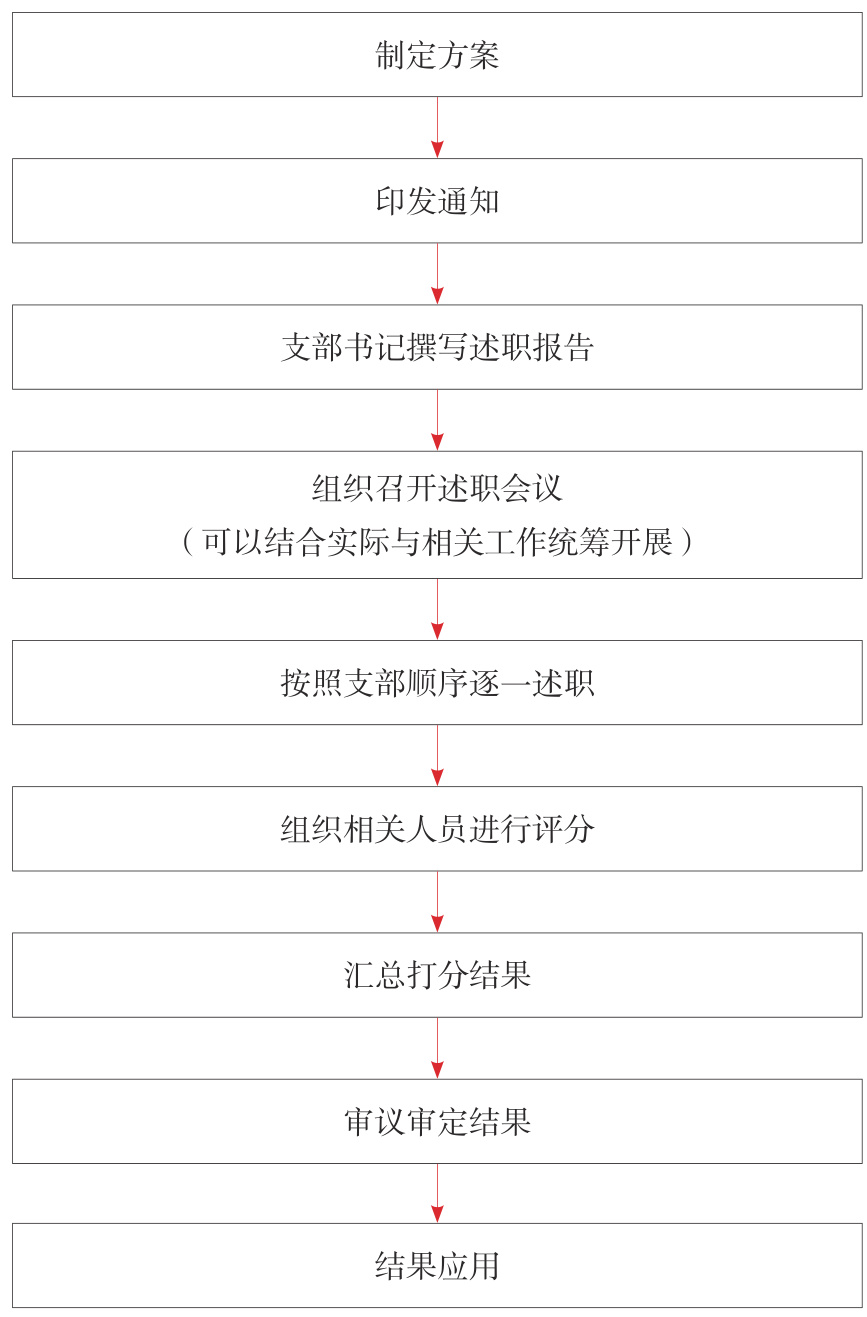 制定方案
印发通知
支部书记撰写述职报告
组织召开述职会议
（可以结合实际与相关工作统筹开展）
按照支部顺序逐一述职
组织相关人员进行评分
汇总打分结果
审议审定结果
结果应用